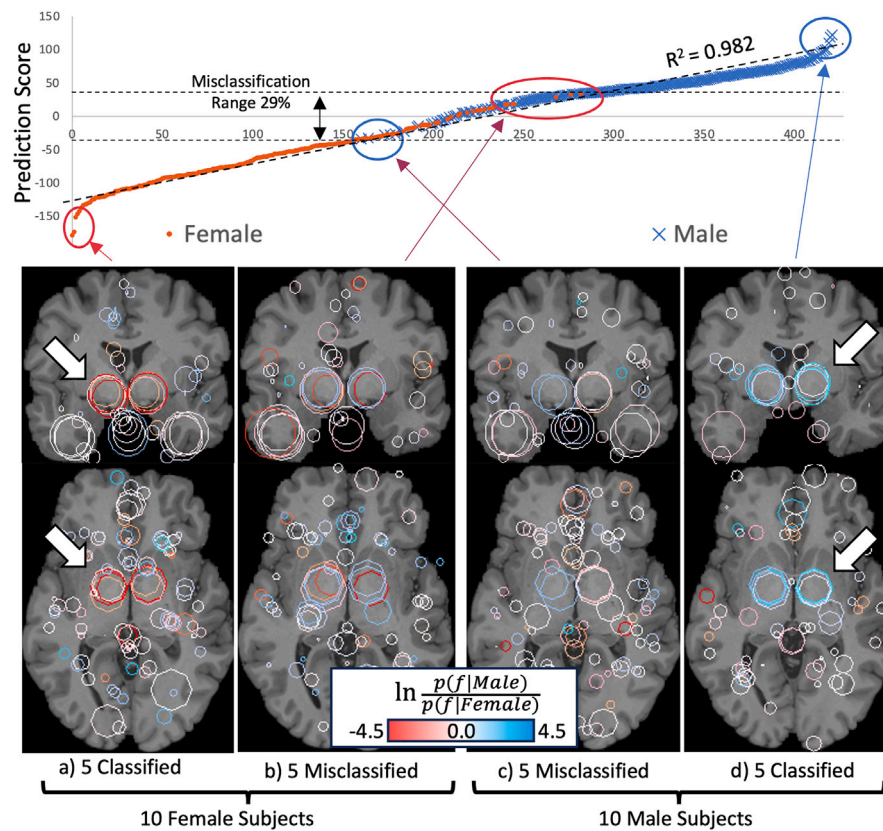 150
100
50
0
-50
-100
-150
Prediction Score
Misclassification
Range 29%
R² = 0.982
0 50 100 150 200 250 300 350 400
Female
Male
ln p(f|Male)
p(f|Female)
-4.5 0.0 4.5
a) 5 Classified b) 5 Misclassified c) 5 Misclassified d) 5 Classified
10 Female Subjects 10 Male Subjects